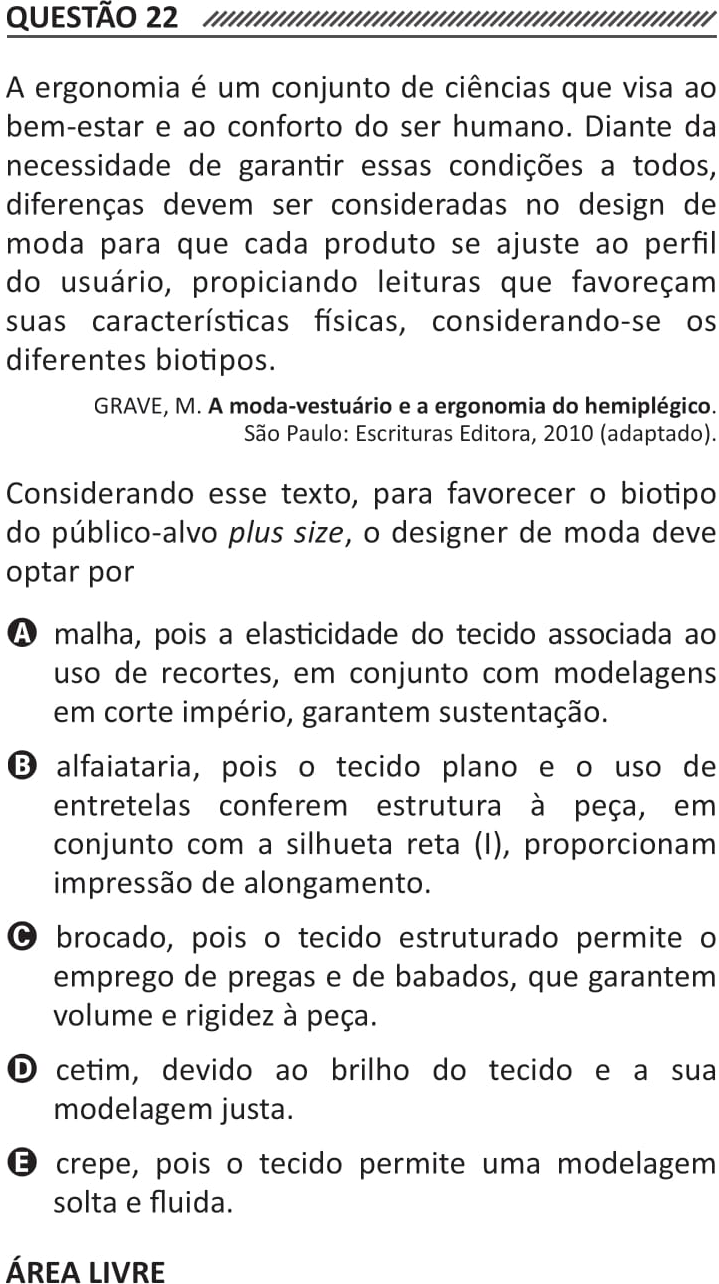 QUESTÃO 22
A ergonomia é um conjunto de ciências que visa ao
bem-estar e ao conforto do ser humano. Diante da
necessidade de garantir essas condições a todos,
diferenças devem ser consideradas no design de
moda para que cada produto se ajuste ao perfil
do usuário, propiciando leituras que favoreçam
suas características físicas, considerando-se os
diferentes biotipos.
GRAVE, M. A moda-vestuário e a ergonomia do hemiplégico.
São Paulo: Escrituras Editora, 2010 (adaptado).
Considerando esse texto, para favorecer o biotipo
do público-alvo plus size, o designer de moda deve
optar por
A malha, pois a elasticidade do tecido associada ao
uso de recortes, em conjunto com modelagens
em corte império, garantem sustentação.
B alfaiataria, pois o tecido plano e o uso de
entretelas conferem estrutura à peça, em
conjunto com a silhueta reta (I), proporcionam
impressão de alongamento.
C brocado, pois o tecido estruturado permite o
emprego de pregas e de babados, que garantem
volume e rigidez à peça.
D cetim, devido ao brilho do tecido e a sua
modelagem justa.
E crepe, pois o tecido permite uma modelagem
solta e fluida.
ÁREA LIVRE